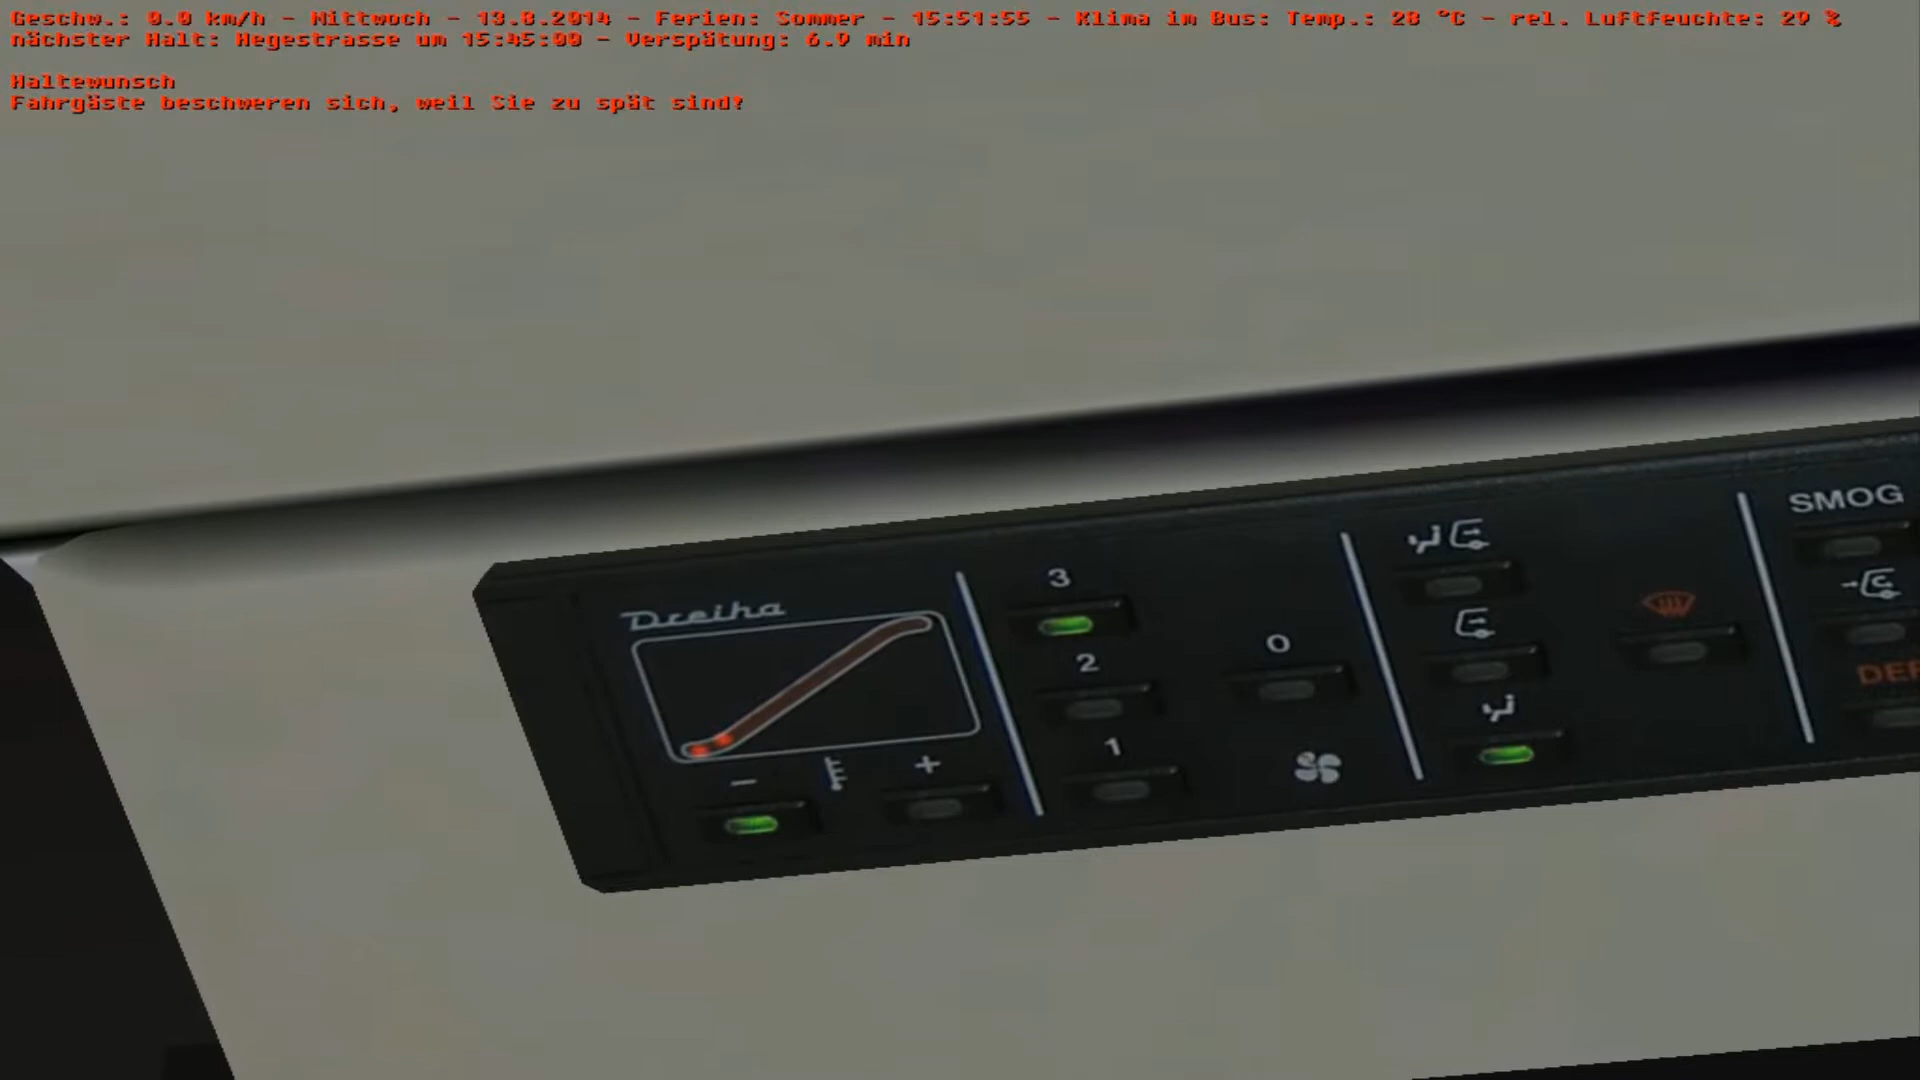 Geschw.: 0.0 km/h - Mittwoch - 13.8.2014 - Ferien: Sommer - 15:51:55 - Klima im Bus: Temp.: 28 °C - rel. Luftfeuchte: 29 %
nächster Halt: Hegestrasse um 15:45:00 - Verspätung: 6.9 min
Haltewunsch
Fahrgäste beschweren sich, weil Sie zu spät sind?
SMOG
Dreiha
3
0
2
1
- +